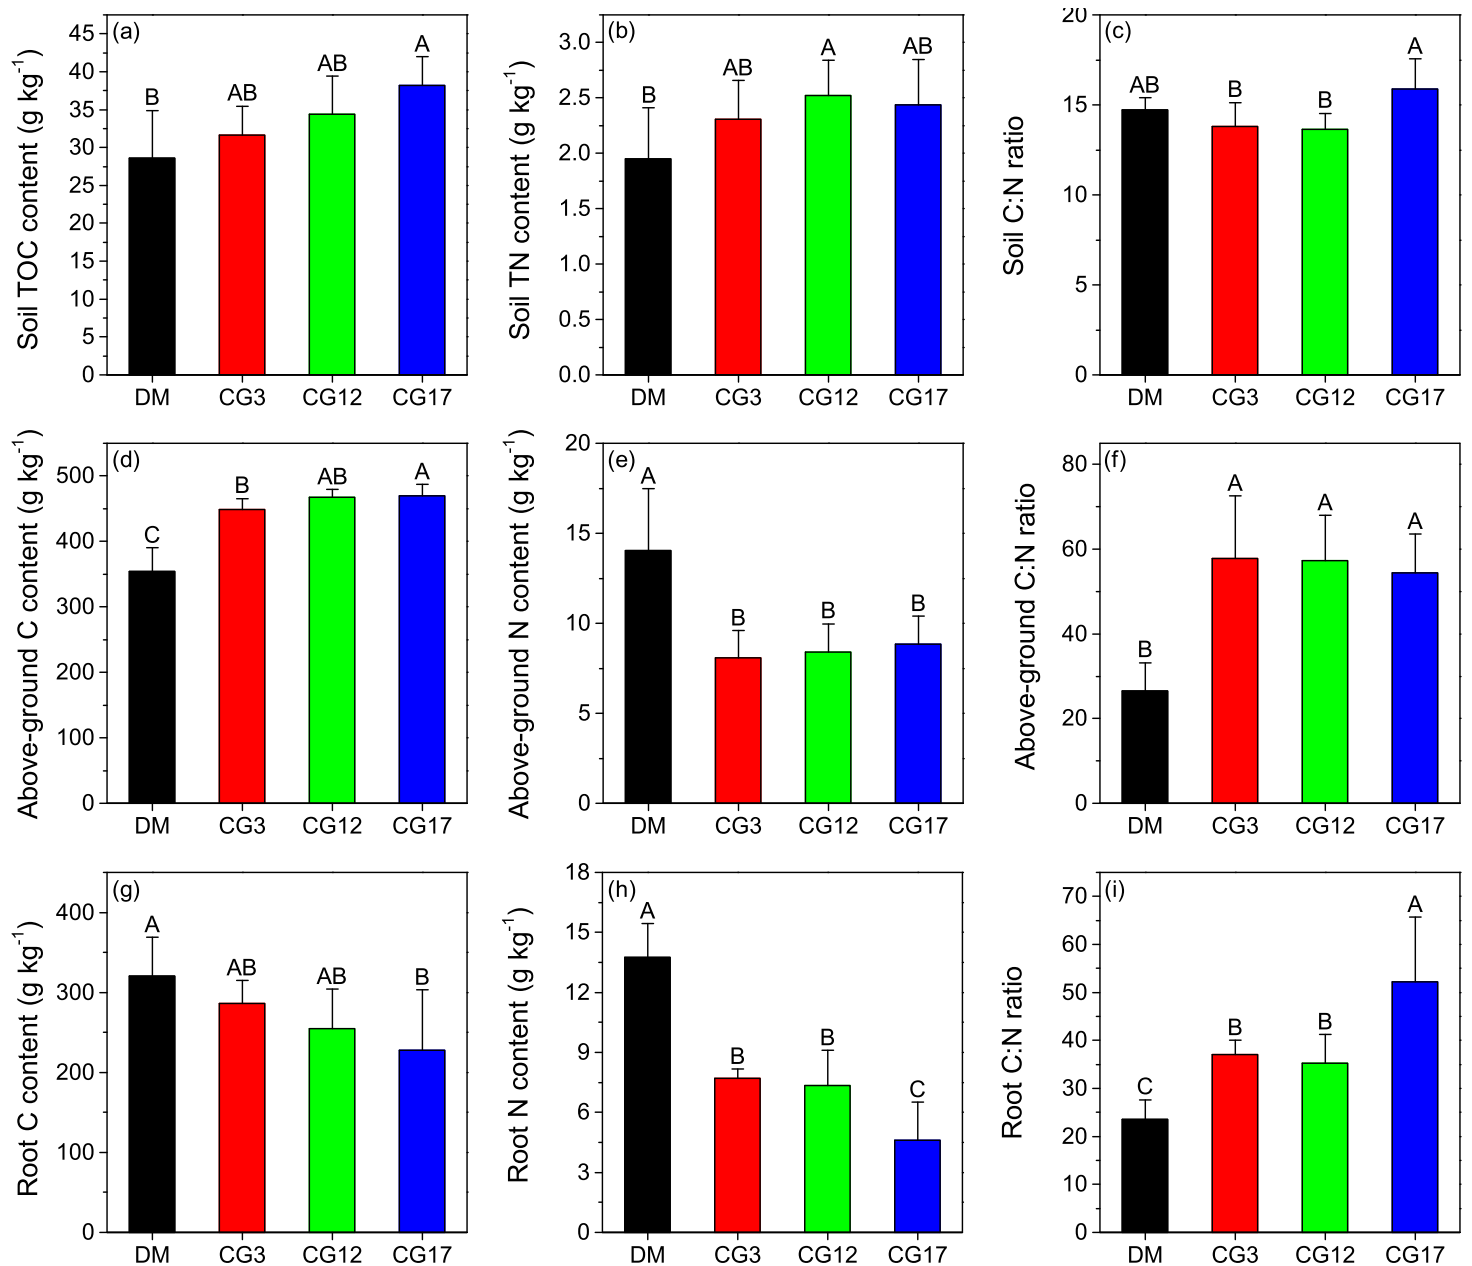 (a)
Soil TOC content (g kg⁻¹)
45
40
35
30
25
20
15
10
5
0
B
AB
AB
A
DM CG3 CG12 CG17
(b)
Soil TN content (g kg⁻¹)
3.0
2.5
2.0
1.5
1.0
0.5
0.0
B
AB
A
AB
DM CG3 CG12 CG17
(c)
Soil C:N ratio
20
15
10
5
0
AB
B
B
A
DM CG3 CG12 CG17
(d)
Above-ground C content (g kg⁻¹)
500
400
300
200
100
0
C
B
AB
A
DM CG3 CG12 CG17
(e)
Above-ground N content (g kg⁻¹)
20
15
10
5
0
A
B
B
B
DM CG3 CG12 CG17
(f)
Above-ground C:N ratio
80
60
40
20
0
B
A
A
A
DM CG3 CG12 CG17
(g)
Root C content (g kg⁻¹)
400
300
200
100
0
A
AB
AB
B
DM CG3 CG12 CG17
(h)
Root N content (g kg⁻¹)
18
15
12
9
6
3
0
A
B
B
C
DM CG3 CG12 CG17
(i)
Root C:N ratio
70
60
50
40
30
20
10
0
C
B
B
A
DM CG3 CG12 CG17